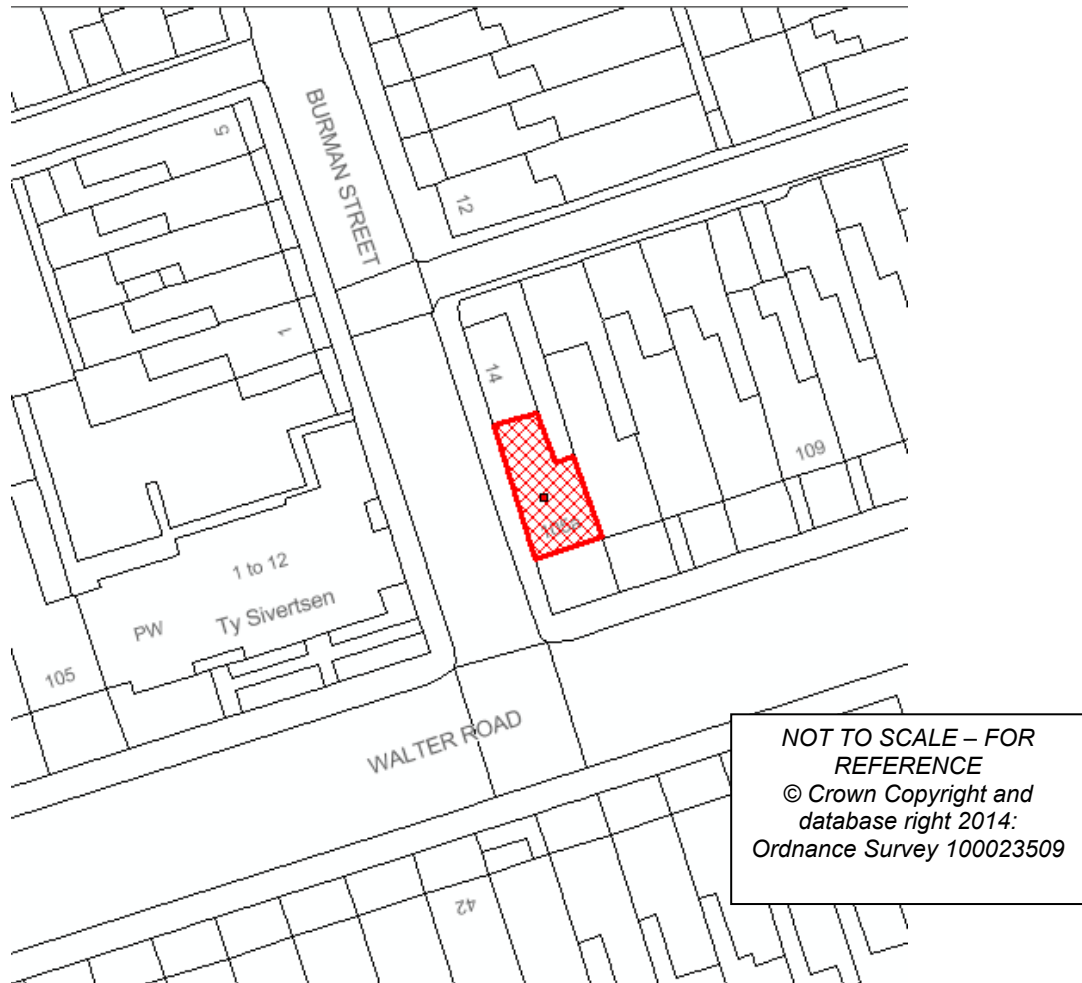 5
BURMAN STREET
12
1
14
109
105a
1 to 12
Ty Sivertsen
PW
105
WALTER ROAD
42
NOT TO SCALE – FOR
REFERENCE
© Crown Copyright and
database right 2014:
Ordnance Survey 100023509